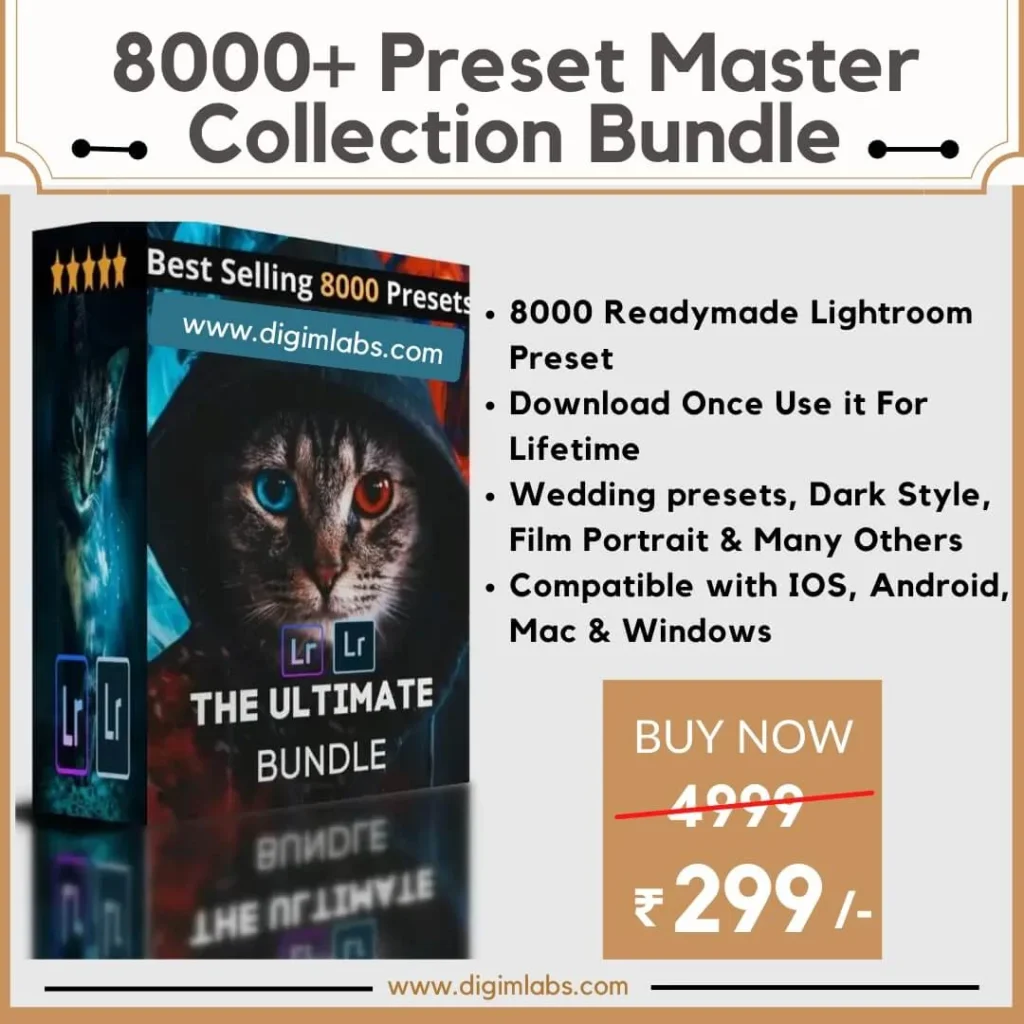 8000+ Preset Master
Collection Bundle
Best Selling 8000 Presets
www.digimlabs.com
Lr Lr
THE ULTIMATE
BUNDLE
Lr Lr
• 8000 Readymade Lightroom
Preset
• Download Once Use it For
Lifetime
• Wedding presets, Dark Style,
Film Portrait & Many Others
• Compatible with IOS, Android,
Mac & Windows
BUY NOW
4999
₹299/-
www.digimlabs.com